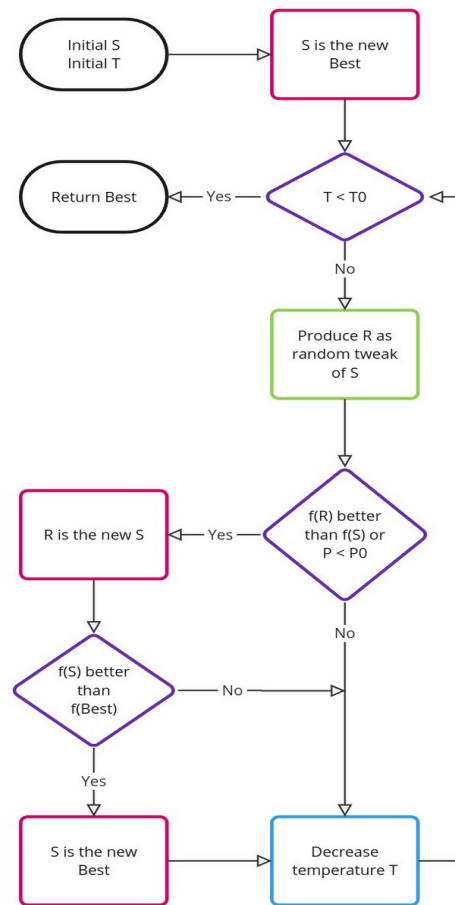 Initial S
Initial T
S is the new
Best
Return Best
Yes
T < T0
No
Produce R as
random tweak
of S
R is the new S
Yes
f(R) better
than f(S) or
P < P0
No
f(S) better
than
f(Best)
No
Yes
S is the new
Best
Decrease
temperature T